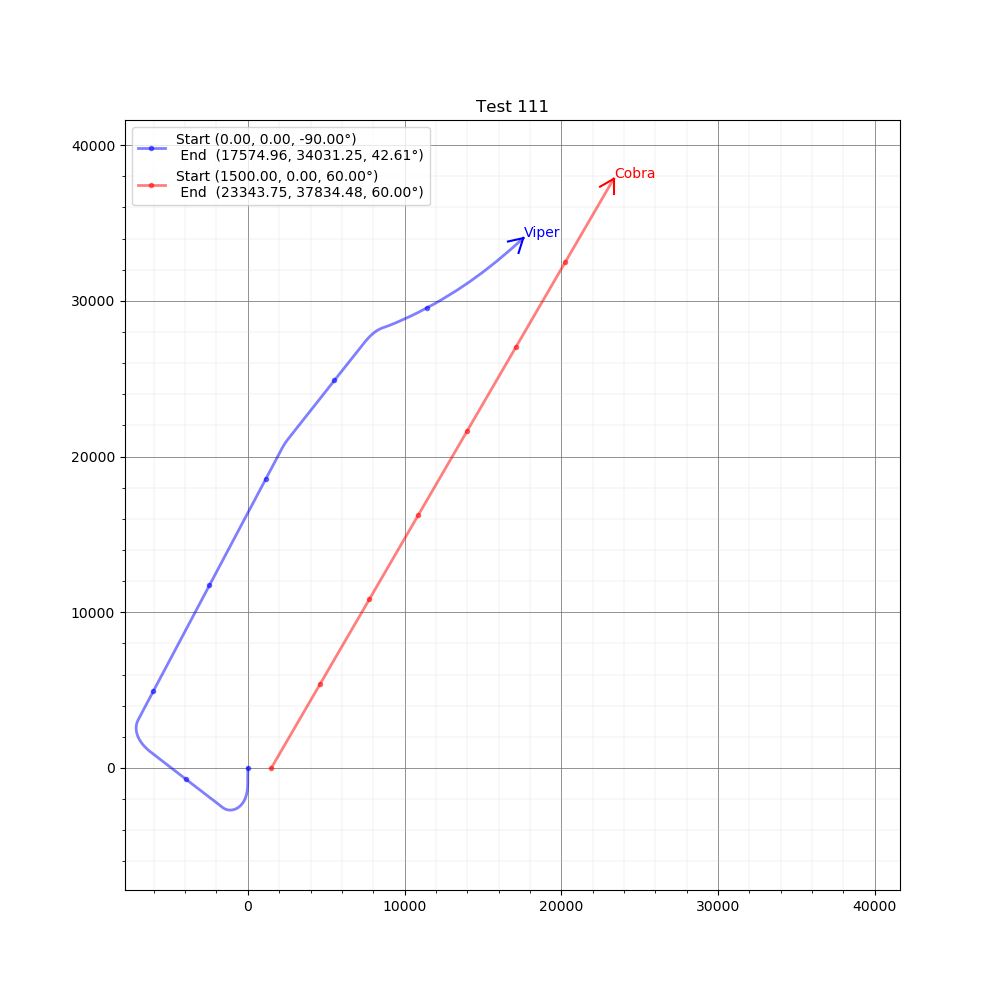 Test 111
Start (0.00, 0.00, -90.00°)
End  (17574.96, 34031.25, 42.61°)
Start (1500.00, 0.00, 60.00°)
End  (23343.75, 37834.48, 60.00°)
Cobra
Viper
40000
30000
20000
10000
0
0
10000
20000
30000
40000